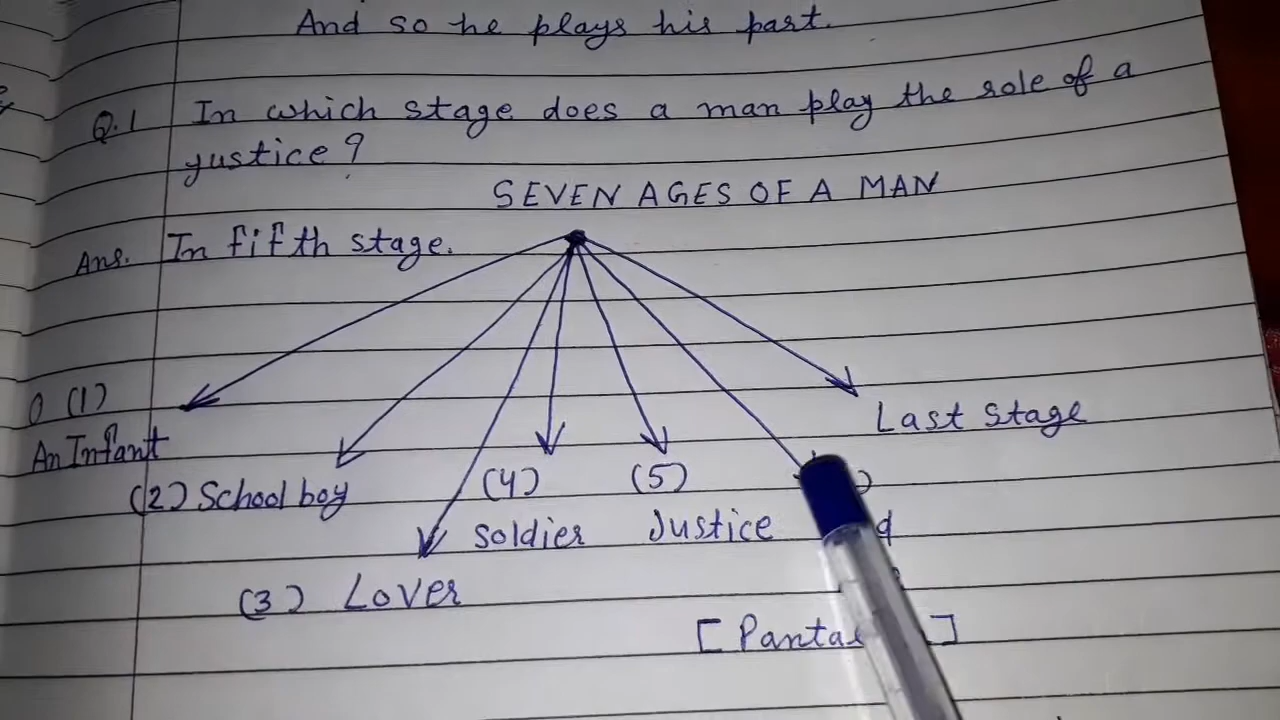 And so he plays his part.
Q.1 In which stage does a man play the role of a
justice?
SEVEN AGES OF A MAN
Ans. In fifth stage.
(1)
An Infant
Last Stage
(2) School boy
(4)
(5)
Soldier
Justice
(3) Lover